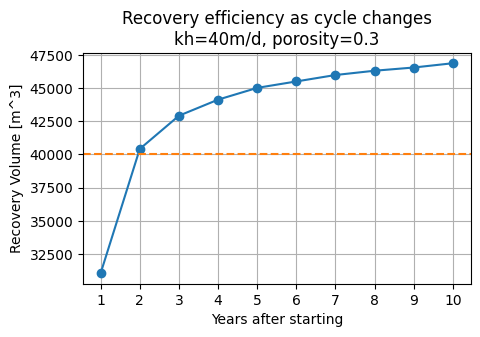 Recovery efficiency as cycle changes
kh=40m/d, porosity=0.3
Recovery Volume [m^3]
47500
45000
42500
40000
37500
35000
32500
1 2 3 4 5 6 7 8 9 10
Years after starting